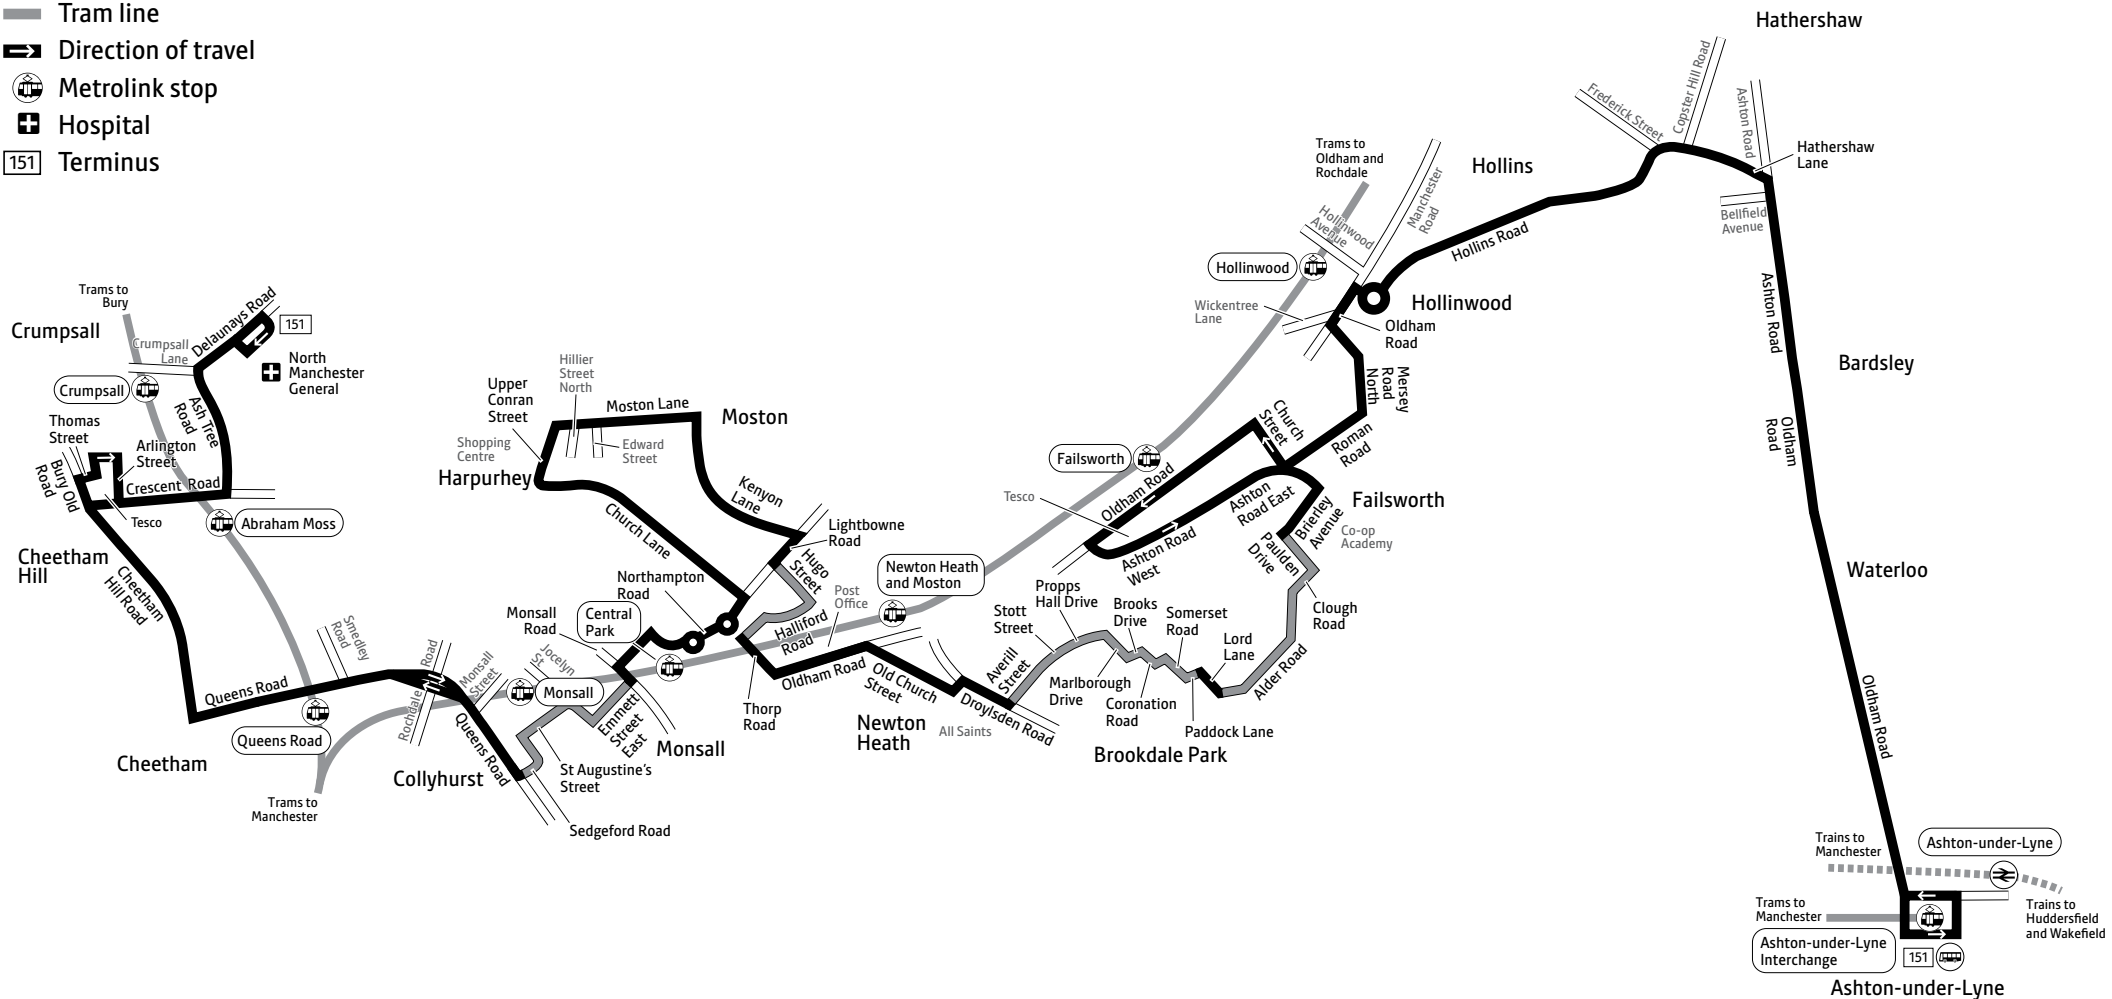 Tram line
Direction of travel
Metrolink stop
Hospital
151
Terminus
Hathershaw
Copster Hill Road
Frederick Street
Ashton Road
Hathershaw
Lane
Bellfield
Avenue
Trams to
Oldham and
Rochdale
Hollins
Manchester
Road
Hollinwood
Avenue
Hollins Road
Hollinwood
Hollinwood
Wickentree
Lane
Oldham
Road
Ashton Road
Bardsley
Mersey
Road
North
Oldham
Road
Trams to
Bury
Crumpsall
Delaunays Road
151
Crumpsall
Lane
North
Manchester
General
Crumpsall
Ash Tree
Road
Thomas
Street
Arlington
Street
Bury Old
Road
Crescent Road
Tesco
Abraham Moss
Cheetham
Hill
Cheetham
Hill Road
Upper
Conran
Street
Hillier
Street
North
Moston Lane
Moston
Shopping
Centre
Edward
Street
Harpurhey
Kenyon
Lane
Church Lane
Lightbowne
Road
Hugo
Street
Northampton
Road
Monsall
Road
Central
Park
Post
Office
Halliford
Road
Newton Heath
and Moston
Church
Street
Roman
Road
Failsworth
Oldham Road
Tesco
Ashton
Road East
Failsworth
Brierley
Avenue
Co-op
Academy
Ashton Road
West
Paulden
Drive
Propps
Hall Drive
Stott
Street
Brooks
Drive
Somerset
Road
Clough
Road
Lord
Lane
Waterloo
Smedley
Road
Rochdale
Road
Monsall
Street
Jocelyn
St
Queens Road
Monsall
Oldham Road
Old Church
Street
Averill
Street
Marlborough
Drive
Coronation
Road
Alder Road
Queens Road
Queens Road
Emmett
Street
East
Thorp
Road
Newton
Heath
Droylsden Road
All Saints
Paddock Lane
Brookdale Park
Oldham Road
Cheetham
Collyhurst
Monsall
St Augustine's
Street
Trams to
Manchester
Sedgeford Road
Trains to
Manchester
Ashton-under-Lyne
Trams to
Manchester
Trains to
Huddersfield
and Wakefield
Ashton-under-Lyne
Interchange
151
Ashton-under-Lyne